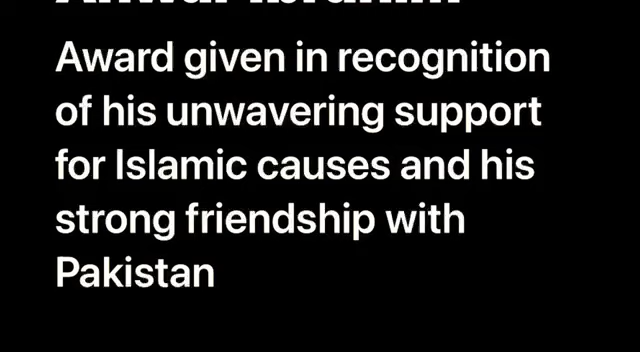 Award given in recognition
of his unwavering support
for Islamic causes and his
strong friendship with
Pakistan